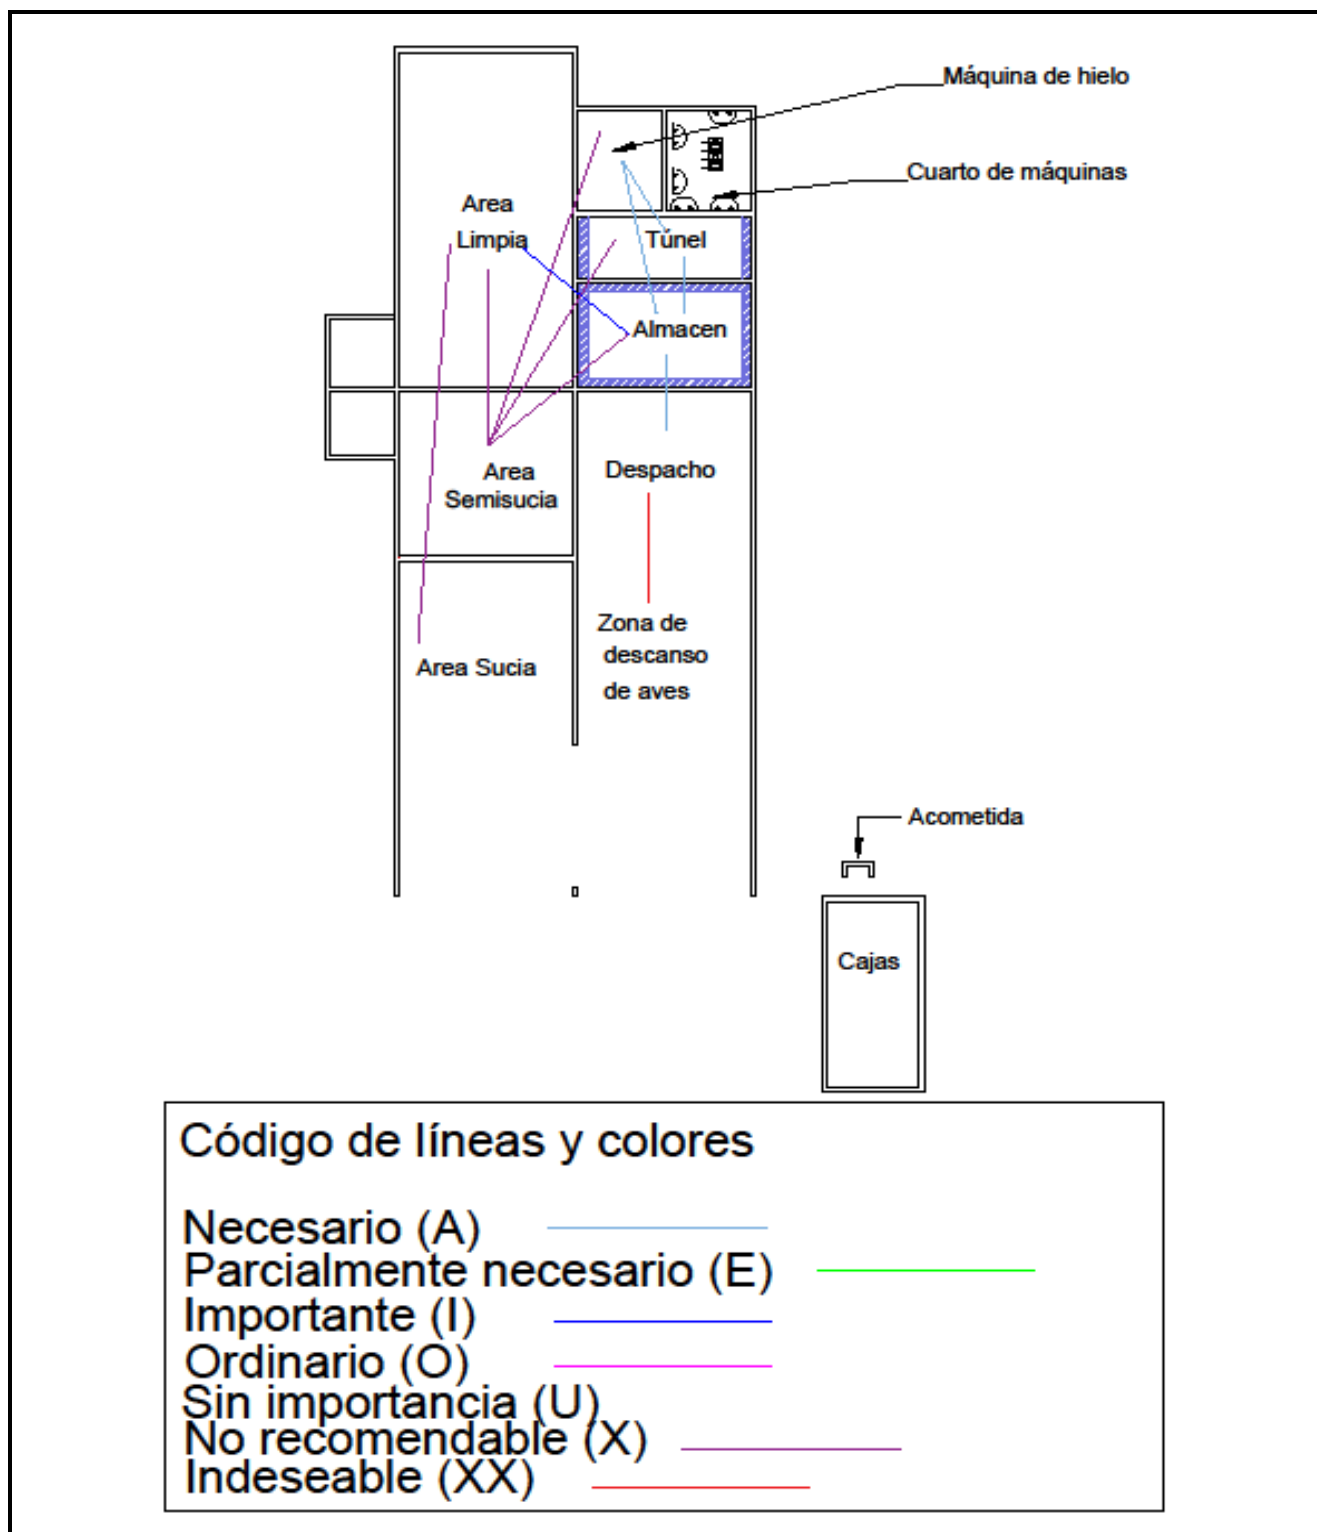 Máquina de hielo
Cuarto de máquinas
Area
Limpia
Túnel
Almacen
Area
Semisucia
Despacho
Zona de
descanso
de aves
Area Sucia
Acometida
Cajas
Código de líneas y colores
Necesario (A)
Parcialmente necesario (E)
Importante (I)
Ordinario (O)
Sin importancia (U)
No recomendable (X)
Indeseable (XX)